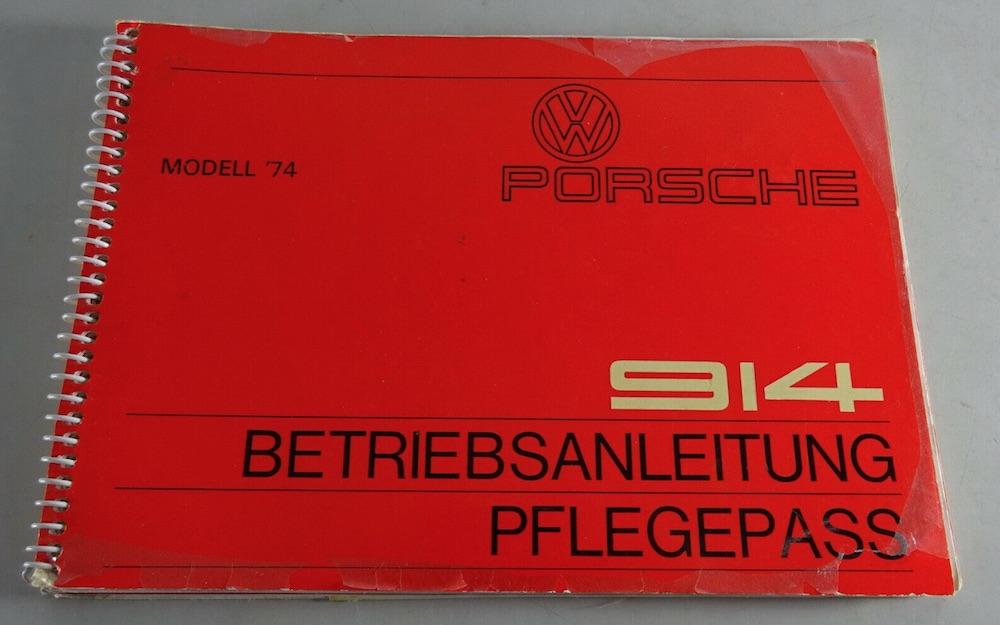 MODELL '74
VW
PORSCHE
914
BETRIEBSANLEITUNG
PFLEGEPASS